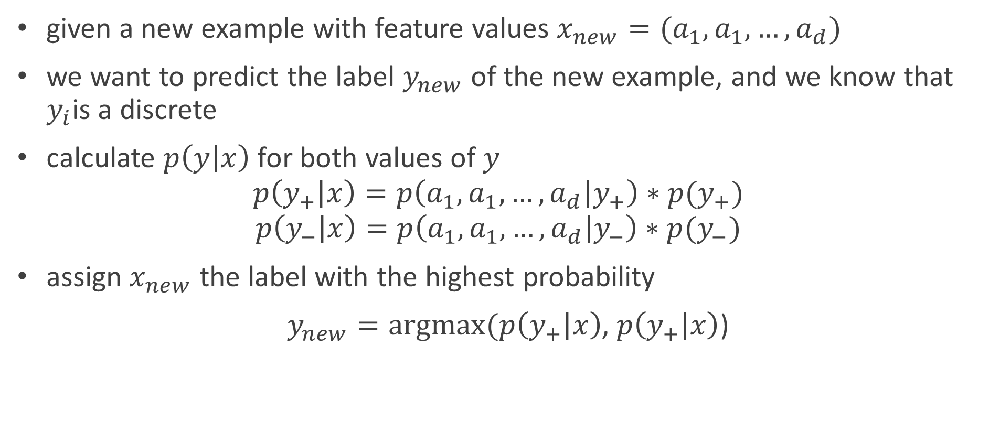 • given a new example with feature values $x_{new} = (a_1, a_1, \dots, a_d)$
• we want to predict the label $y_{new}$ of the new example, and we know that
$y_i$ is a discrete
• calculate $p(y|x)$ for both values of $y$
$p(y_+|x) = p(a_1, a_1, \dots, a_d|y_+) * p(y_+)$
$p(y_-|x) = p(a_1, a_1, \dots, a_d|y_-) * p(y_-)$
• assign $x_{new}$ the label with the highest probability
$y_{new} = \mathrm{argmax}(p(y_+|x), p(y_+|x))$